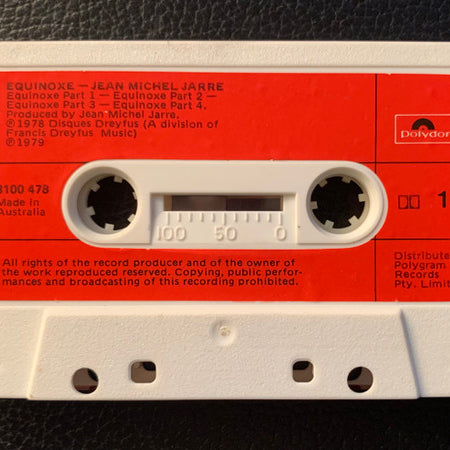 EQUINOXE — JEAN MICHEL JARRE
Equinoxe Part 1 — Equinoxe Part 2 —
Equinoxe Part 3 — Equinoxe Part 4.
Produced by Jean Michel Jarre.
℗1978 Disques Dreyfus (A division of
Francis Dreyfus Music)
℗1979
polydor
3100 478
Made in
Australia
1
100 50 0
All rights of the record producer and of the owner of
the work reproduced reserved. Copying, public perfor-
mances and broadcasting of this recording prohibited.
Distribute
Polygram
Records
Pty. Limit